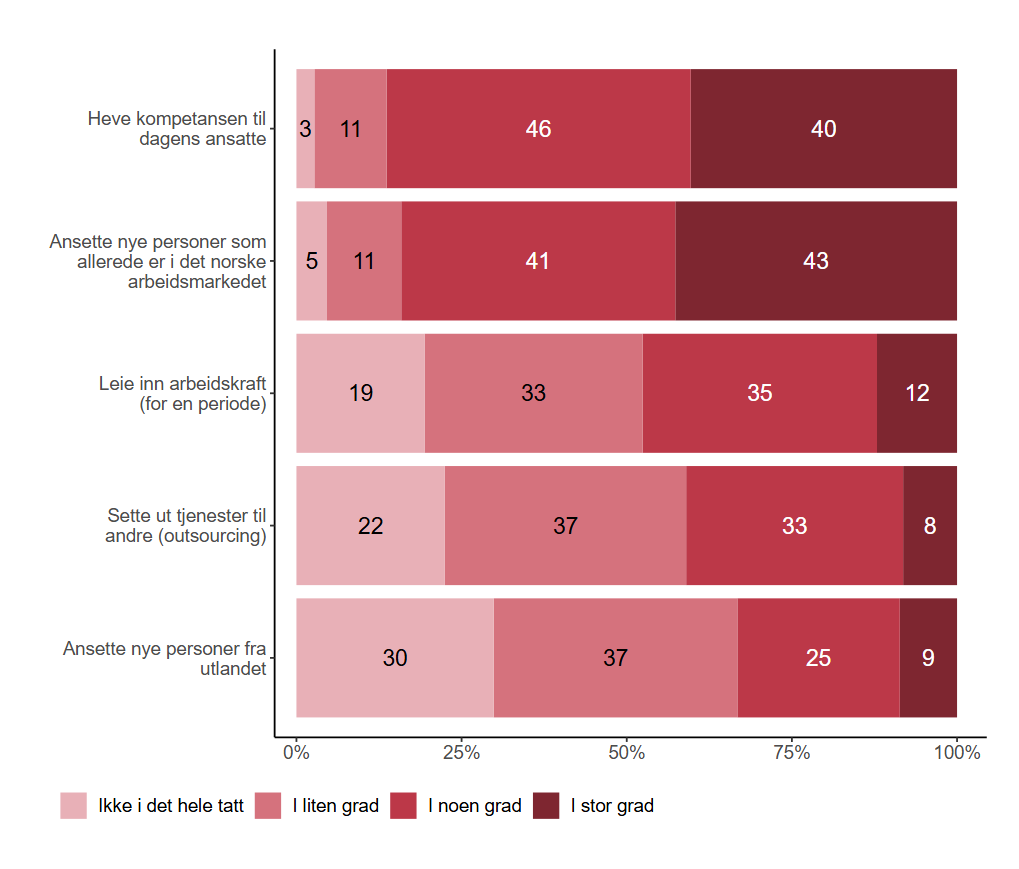 Heve kompetansen til
dagens ansatte
3 11 46 40
Ansette nye personer som
allerede er i det norske
arbeidsmarkedet
5 11 41 43
Leie inn arbeidskraft
(for en periode)
19 33 35 12
Sette ut tjenester til
andre (outsourcing)
22 37 33 8
Ansette nye personer fra
utlandet
30 37 25 9
0% 25% 50% 75% 100%
Ikke i det hele tatt I liten grad I noen grad I stor grad